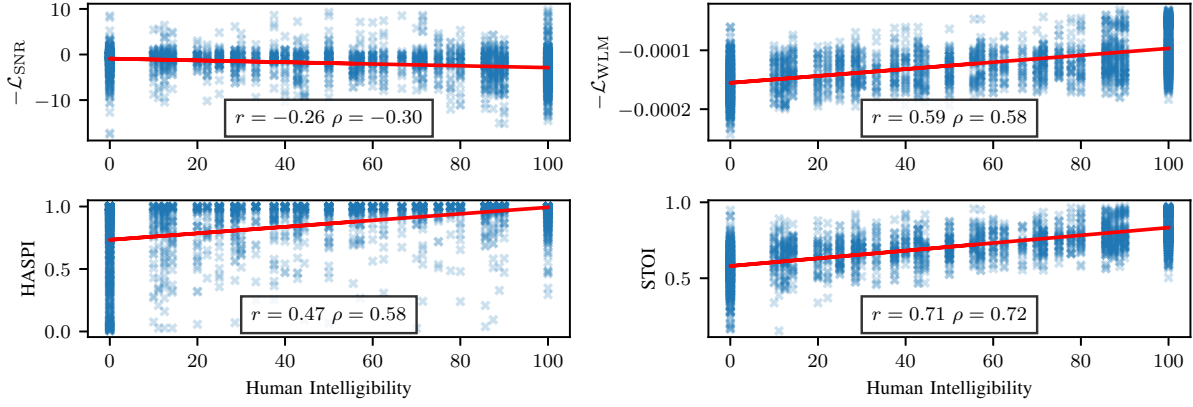 −ℒSNR
10
0
−10
r = −0.26 ρ = −0.30
0 20 40 60 80 100
−ℒWLM
−0.0001
−0.0002
r = 0.59 ρ = 0.58
0 20 40 60 80 100
HASPI
1.0
0.5
0.0
r = 0.47 ρ = 0.58
0 20 40 60 80 100
Human Intelligibility
STOI
1.0
0.5
r = 0.71 ρ = 0.72
0 20 40 60 80 100
Human Intelligibility